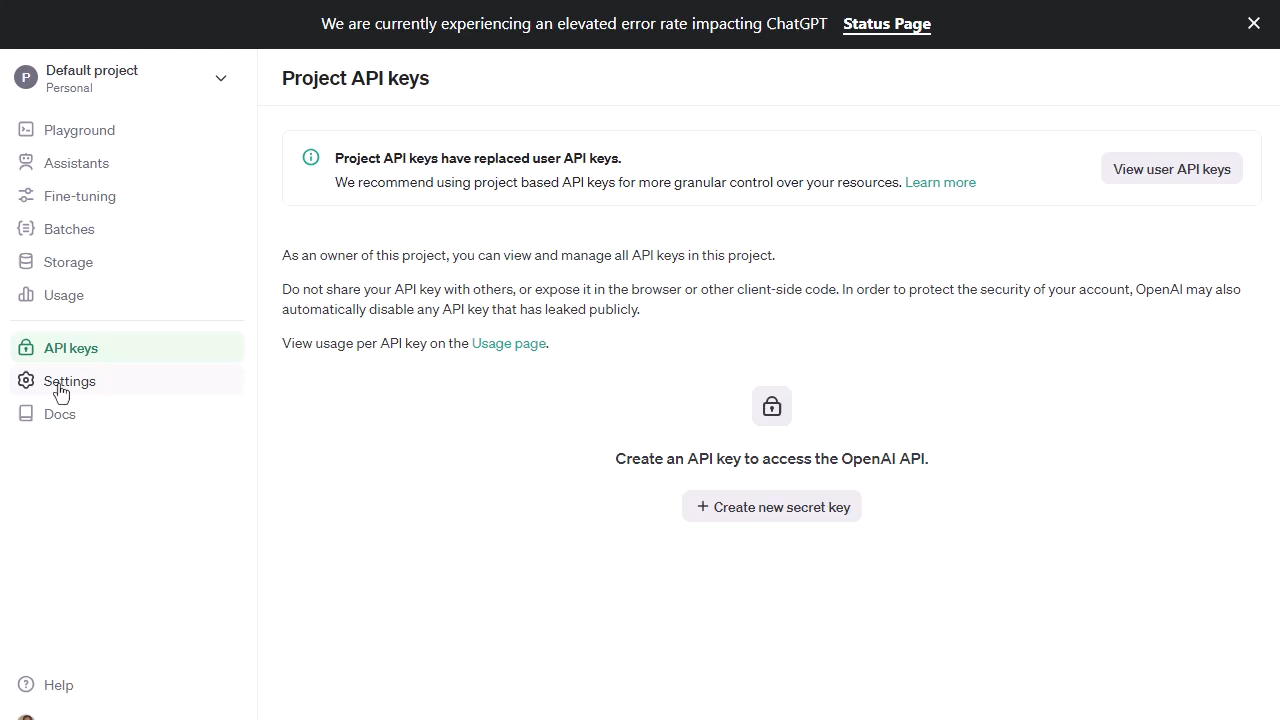 We are currently experiencing an elevated error rate impacting ChatGPT Status Page
P
Default project
Personal
Playground
Assistants
Fine-tuning
Batches
Storage
Usage
API keys
Settings
Docs
Help
Project API keys
Project API keys have replaced user API keys.
We recommend using project based API keys for more granular control over your resources. Learn more
View user API keys
As an owner of this project, you can view and manage all API keys in this project.
Do not share your API key with others, or expose it in the browser or other client-side code. In order to protect the security of your account, OpenAI may also
automatically disable any API key that has leaked publicly.
View usage per API key on the Usage page.
Create an API key to access the OpenAI API.
+ Create new secret key